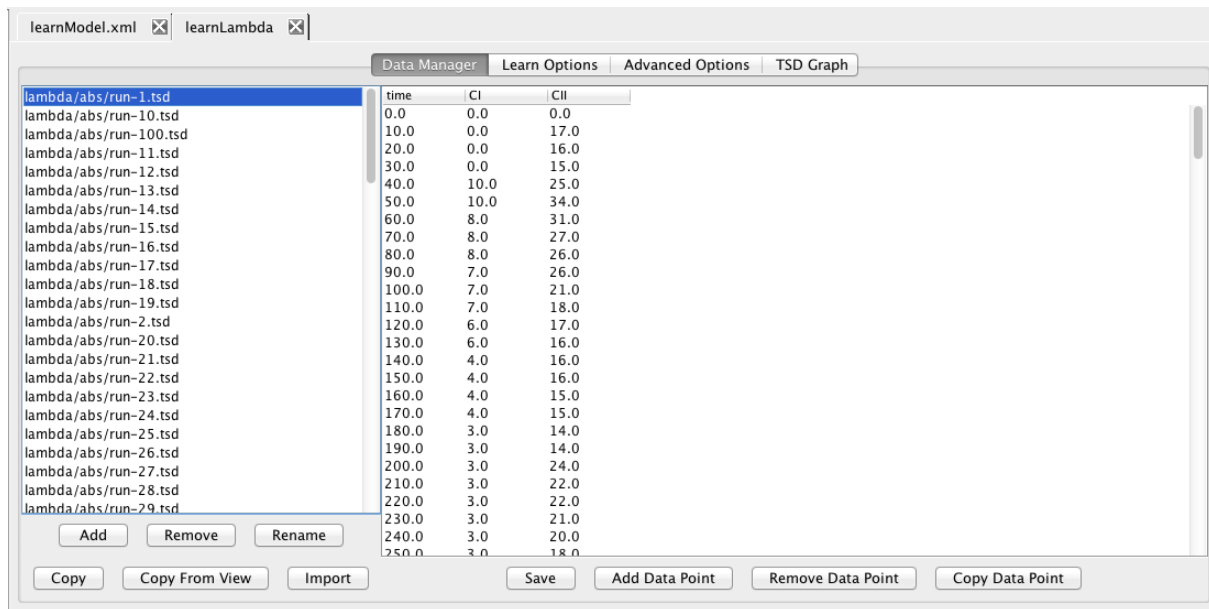 learnModel.xml learnLambda
Data Manager Learn Options Advanced Options TSD Graph
lambda/abs/run-1.tsd
lambda/abs/run-10.tsd
lambda/abs/run-100.tsd
lambda/abs/run-11.tsd
lambda/abs/run-12.tsd
lambda/abs/run-13.tsd
lambda/abs/run-14.tsd
lambda/abs/run-15.tsd
lambda/abs/run-16.tsd
lambda/abs/run-17.tsd
lambda/abs/run-18.tsd
lambda/abs/run-19.tsd
lambda/abs/run-2.tsd
lambda/abs/run-20.tsd
lambda/abs/run-21.tsd
lambda/abs/run-22.tsd
lambda/abs/run-23.tsd
lambda/abs/run-24.tsd
lambda/abs/run-25.tsd
lambda/abs/run-26.tsd
lambda/abs/run-27.tsd
lambda/abs/run-28.tsd
lambda/abs/run-29.tsd
Add Remove Rename
time CI CII
0.0 0.0 0.0
10.0 0.0 17.0
20.0 0.0 16.0
30.0 0.0 15.0
40.0 10.0 25.0
50.0 10.0 34.0
60.0 8.0 31.0
70.0 8.0 27.0
80.0 8.0 26.0
90.0 7.0 26.0
100.0 7.0 21.0
110.0 7.0 18.0
120.0 6.0 17.0
130.0 6.0 16.0
140.0 4.0 16.0
150.0 4.0 16.0
160.0 4.0 15.0
170.0 4.0 15.0
180.0 3.0 14.0
190.0 3.0 14.0
200.0 3.0 24.0
210.0 3.0 22.0
220.0 3.0 22.0
230.0 3.0 21.0
240.0 3.0 20.0
250.0 3.0 18.0
Copy Copy From View Import Save Add Data Point Remove Data Point Copy Data Point